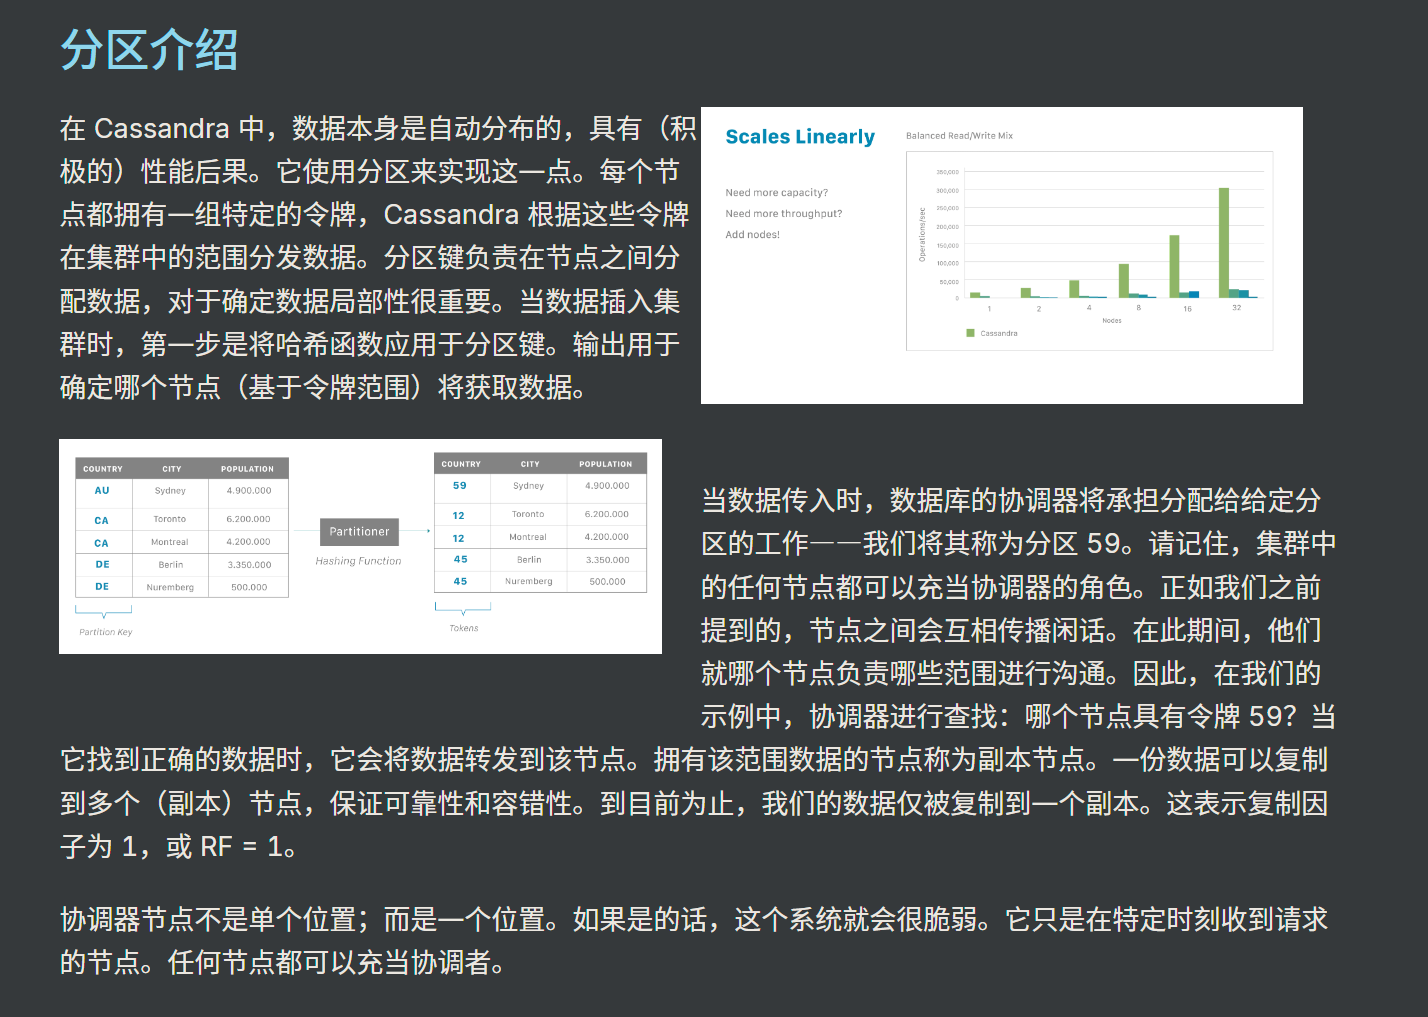 分区介绍
在 Cassandra 中，数据本身是自动分布的，具有（积
极的）性能后果。它使用分区来实现这一点。每个节
点都拥有一组特定的令牌，Cassandra 根据这些令牌
在集群中的范围分发数据。分区键负责在节点之间分
配数据，对于确定数据局部性很重要。当数据插入集
群时，第一步是将哈希函数应用于分区键。输出用于
确定哪个节点（基于令牌范围）将获取数据。
Scales Linearly
Need more capacity?
Need more throughput?
Add nodes!
Balanced Read/Write Mix
Operations/sec
350,000
300,000
250,000
200,000
150,000
100,000
50,000
0
1 2 4 8 16 32
Nodes
Cassandra
COUNTRY CITY POPULATION
AU Sydney 4.900.000
CA Toronto 6.200.000
CA Montreal 4.200.000
DE Berlin 3.350.000
DE Nuremberg 500.000
Partition Key
Partitioner
Hashing Function
COUNTRY CITY POPULATION
59 Sydney 4.900.000
12 Toronto 6.200.000
12 Montreal 4.200.000
45 Berlin 3.350.000
45 Nuremberg 500.000
Tokens
当数据传入时，数据库的协调器将承担分配给给定分
区的工作——我们将其称为分区 59。请记住，集群中
的任何节点都可以充当协调器的角色。正如我们之前
提到的，节点之间会互相传播闲话。在此期间，他们
就哪个节点负责哪些范围进行沟通。因此，在我们的
示例中，协调器进行查找：哪个节点具有令牌 59？当
它找到正确的数据时，它会将数据转发到该节点。拥有该范围数据的节点称为副本节点。一份数据可以复制
到多个（副本）节点，保证可靠性和容错性。到目前为止，我们的数据仅被复制到一个副本。这表示复制因
子为 1，或 RF = 1。
协调器节点不是单个位置；而是一个位置。如果是的话，这个系统就会很脆弱。它只是在特定时刻收到请求
的节点。任何节点都可以充当协调者。